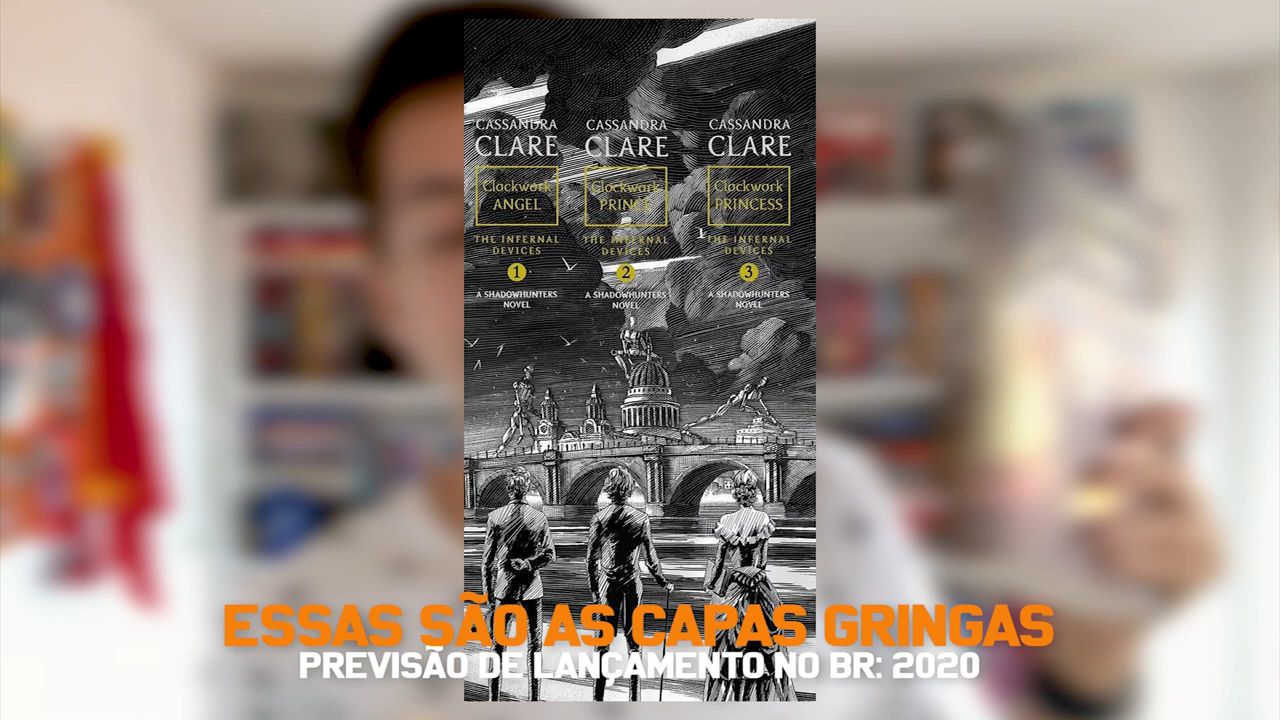 CASSANDRA
CLARE
Clockwork
ANGEL
THE INFERNAL
DEVICES
1
A SHADOWHUNTERS
NOVEL
CASSANDRA
CLARE
Clockwork
PRINCE
THE INFERNAL
DEVICES
2
A SHADOWHUNTERS
NOVEL
CASSANDRA
CLARE
Clockwork
PRINCESS
THE INFERNAL
DEVICES
3
A SHADOWHUNTERS
NOVEL
ESSAS SÃO AS CAPAS GRINGAS
PREVISÃO DE LANÇAMENTO NO BR: 2020